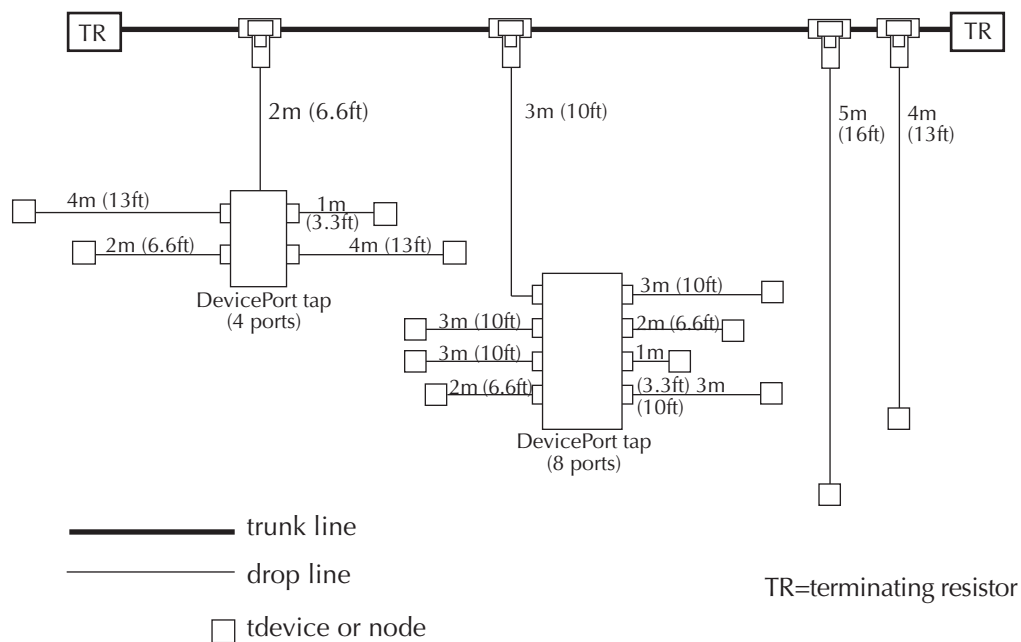 TR
TR
2m (6.6ft)
3m (10ft)
5m
(16ft)
4m
(13ft)
4m (13ft)
1m
(3.3ft)
2m (6.6ft)
4m (13ft)
DevicePort tap
(4 ports)
3m (10ft)
3m (10ft)
2m (6.6ft)
3m (10ft)
1m
2m (6.6ft)
(3.3ft) 3m
(10ft)
DevicePort tap
(8 ports)
trunk line
drop line
TR=terminating resistor
tdevice or node